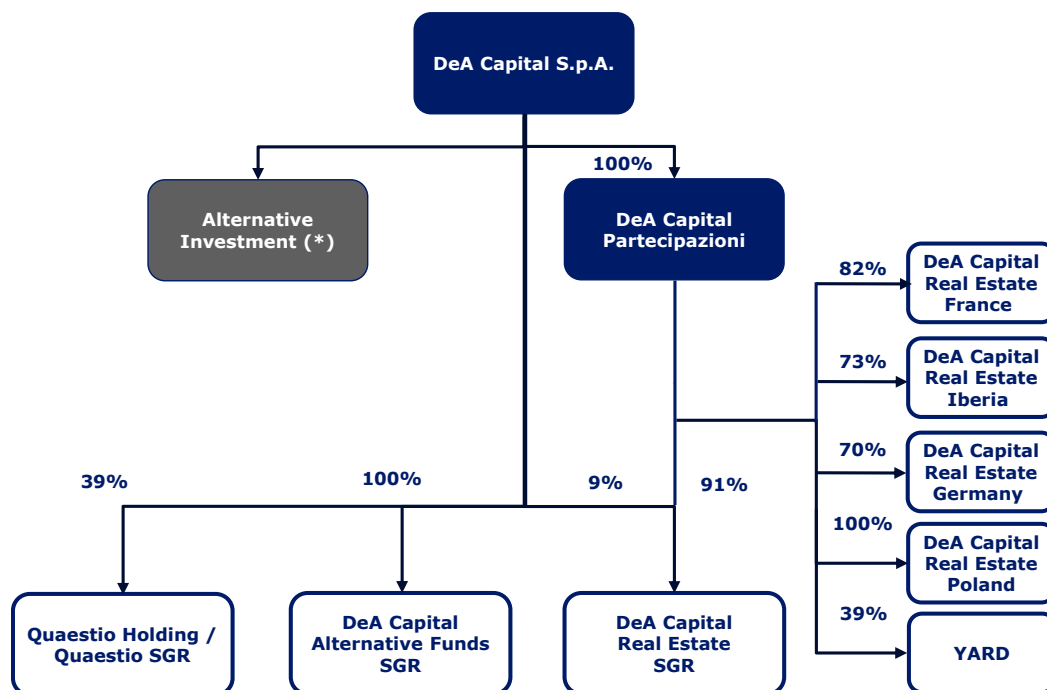 DeA Capital S.p.A.
100%
Alternative
Investment (*)
DeA Capital
Partecipazioni
82%
DeA Capital
Real Estate
France
73%
DeA Capital
Real Estate
Iberia
70%
DeA Capital
Real Estate
Germany
39%
100%
9%
91%
100%
DeA Capital
Real Estate
Poland
39%
YARD
Quaestio Holding /
Quaestio SGR
DeA Capital
Alternative Funds
SGR
DeA Capital
Real Estate
SGR